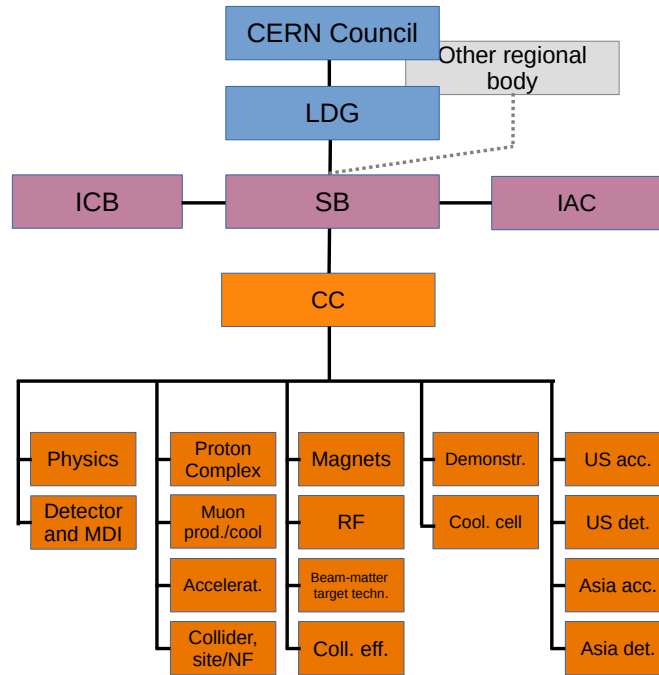 CERN Council
Other regional
body
LDG
ICB
SB
IAC
CC
Physics
Detector
and MDI
Proton
Complex
Muon
prod./cool
Accelerat.
Collider,
site/NF
Magnets
RF
Beam-matter
target techn.
Coll. eff.
Demonstr.
Cool. cell
US acc.
US det.
Asia acc.
Asia det.